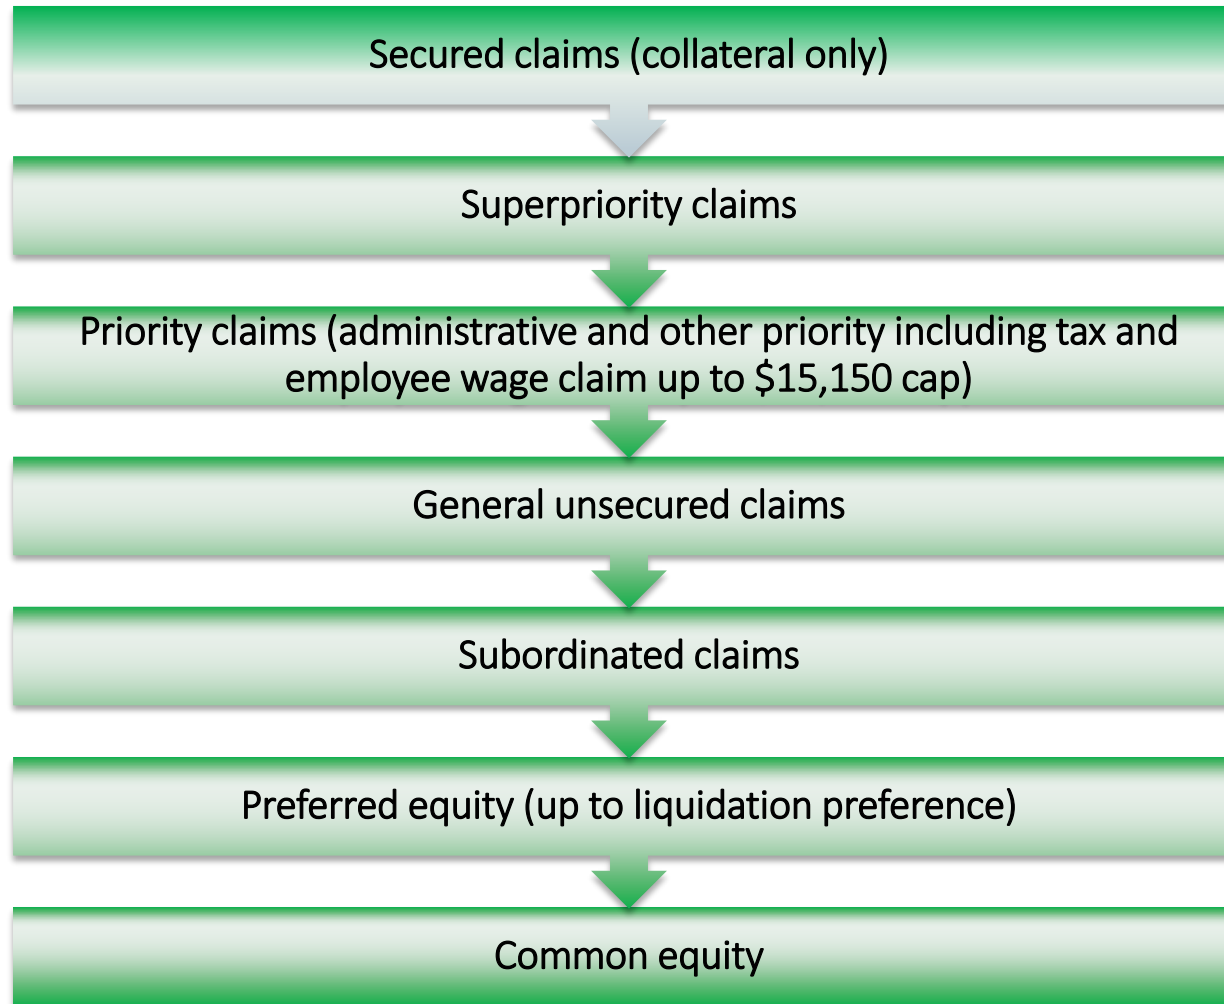 Secured claims (collateral only)
Superpriority claims
Priority claims (administrative and other priority including tax and
employee wage claim up to $15,150 cap)
General unsecured claims
Subordinated claims
Preferred equity (up to liquidation preference)
Common equity